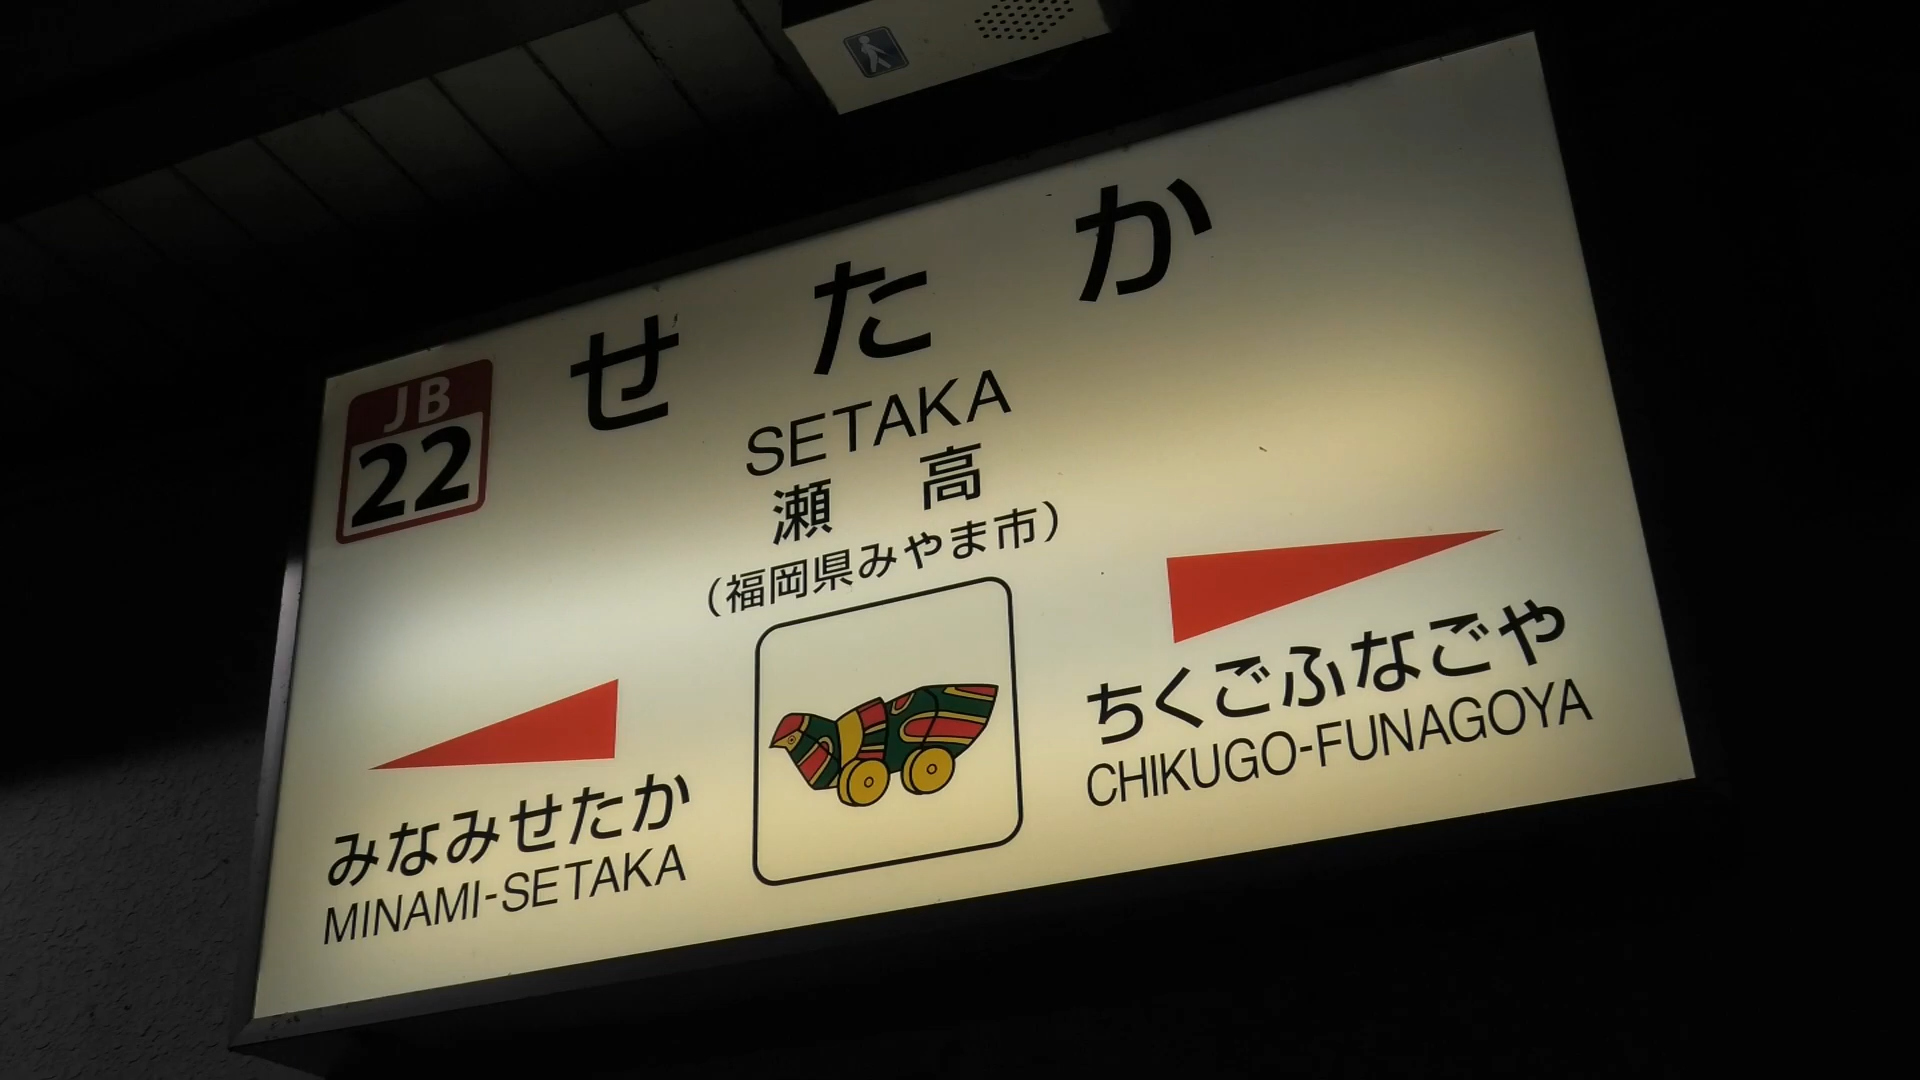 JB
22
せたか
SETAKA
瀬高
(福岡県みやま市)
みなみせたか
MINAMI-SETAKA
ちくごふなごや
CHIKUGO-FUNAGOYA